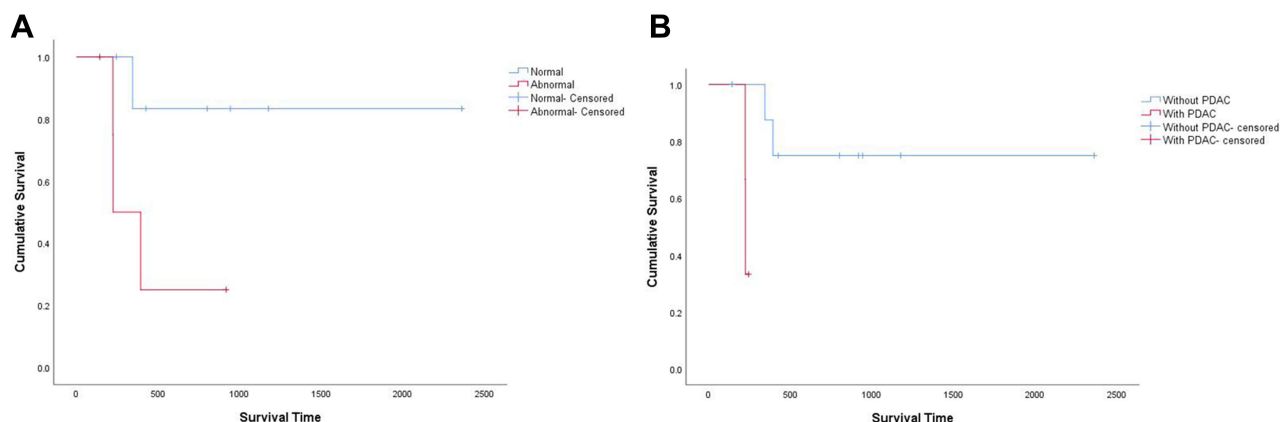 A
1.0
0.8
0.6
0.4
0.2
0.0
Cumulative Survival
0 500 1000 1500 2000 2500
Survival Time
Normal
Abnormal
Normal- Censored
Abnormal- Censored
B
1.0
0.8
0.6
0.4
0.2
0.0
Cumulative Survival
0 500 1000 1500 2000 2500
Survival Time
Without PDAC
With PDAC
Without PDAC- censored
With PDAC- censored